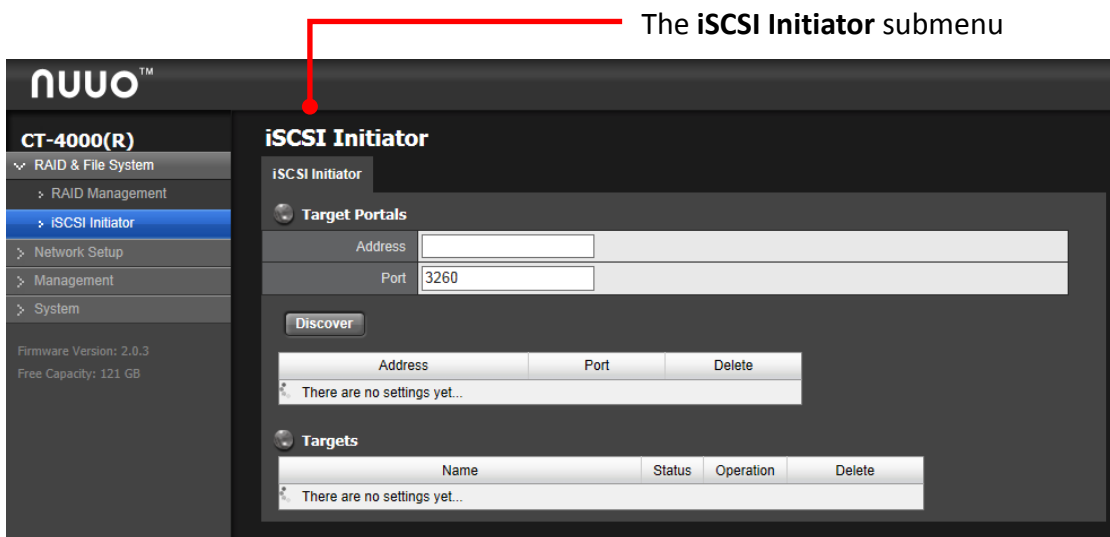 The iSCSI Initiator submenu
nuuo™
CT-4000(R)
RAID & File System
RAID Management
iSCSI Initiator
Network Setup
Management
System
Firmware Version: 2.0.3
Free Capacity: 121 GB
iSCSI Initiator
iSCSI Initiator
Target Portals
Address
Port 3260
Discover
Address Port Delete
There are no settings yet...
Targets
Name Status Operation Delete
There are no settings yet...